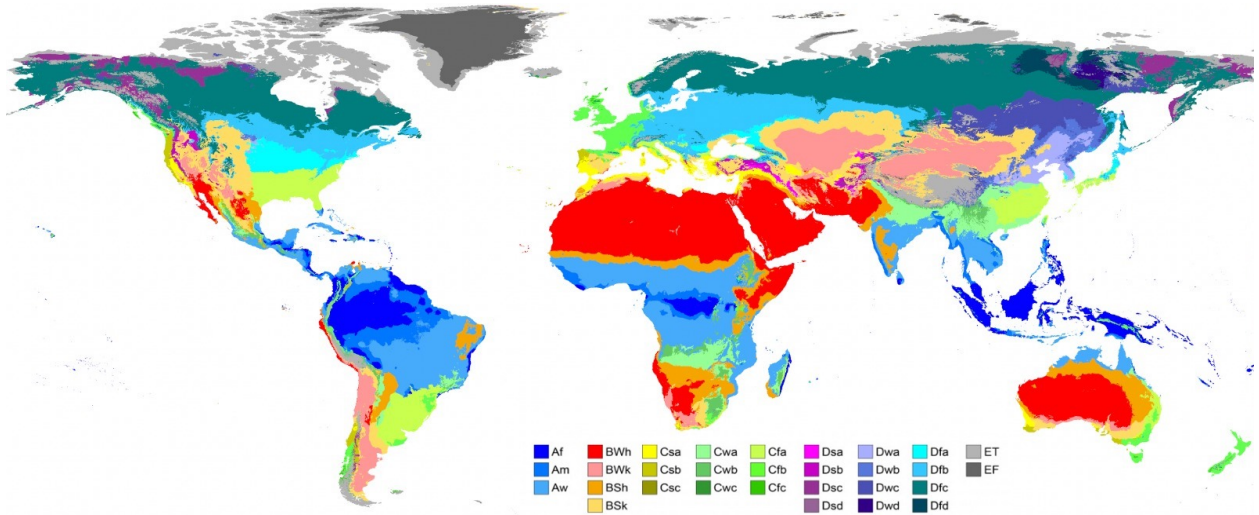 Af BWh Csa Cwa Cfa Dsa Dwa Dfa ET
Am BWk Csb Cwb Cfb Dsb Dwb Dfb EF
Aw BSh Csc Cwc Cfc Dsc Dwc Dfc
BSk Dsd Dwd Dfd